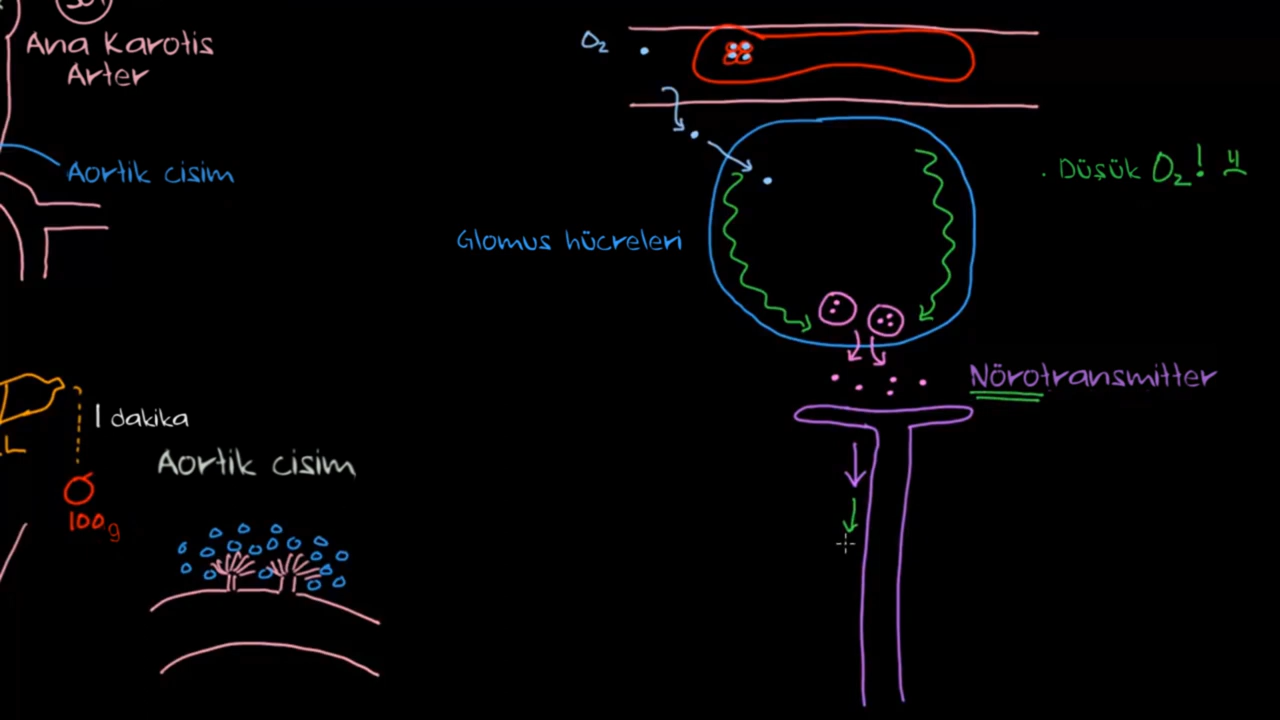 Ana Karotis
Arter
Aortik cisim
O₂
Glomus hücreleri
. Düşük O₂!
Nörotransmitter
1 dakika
L
100g
Aortik cisim